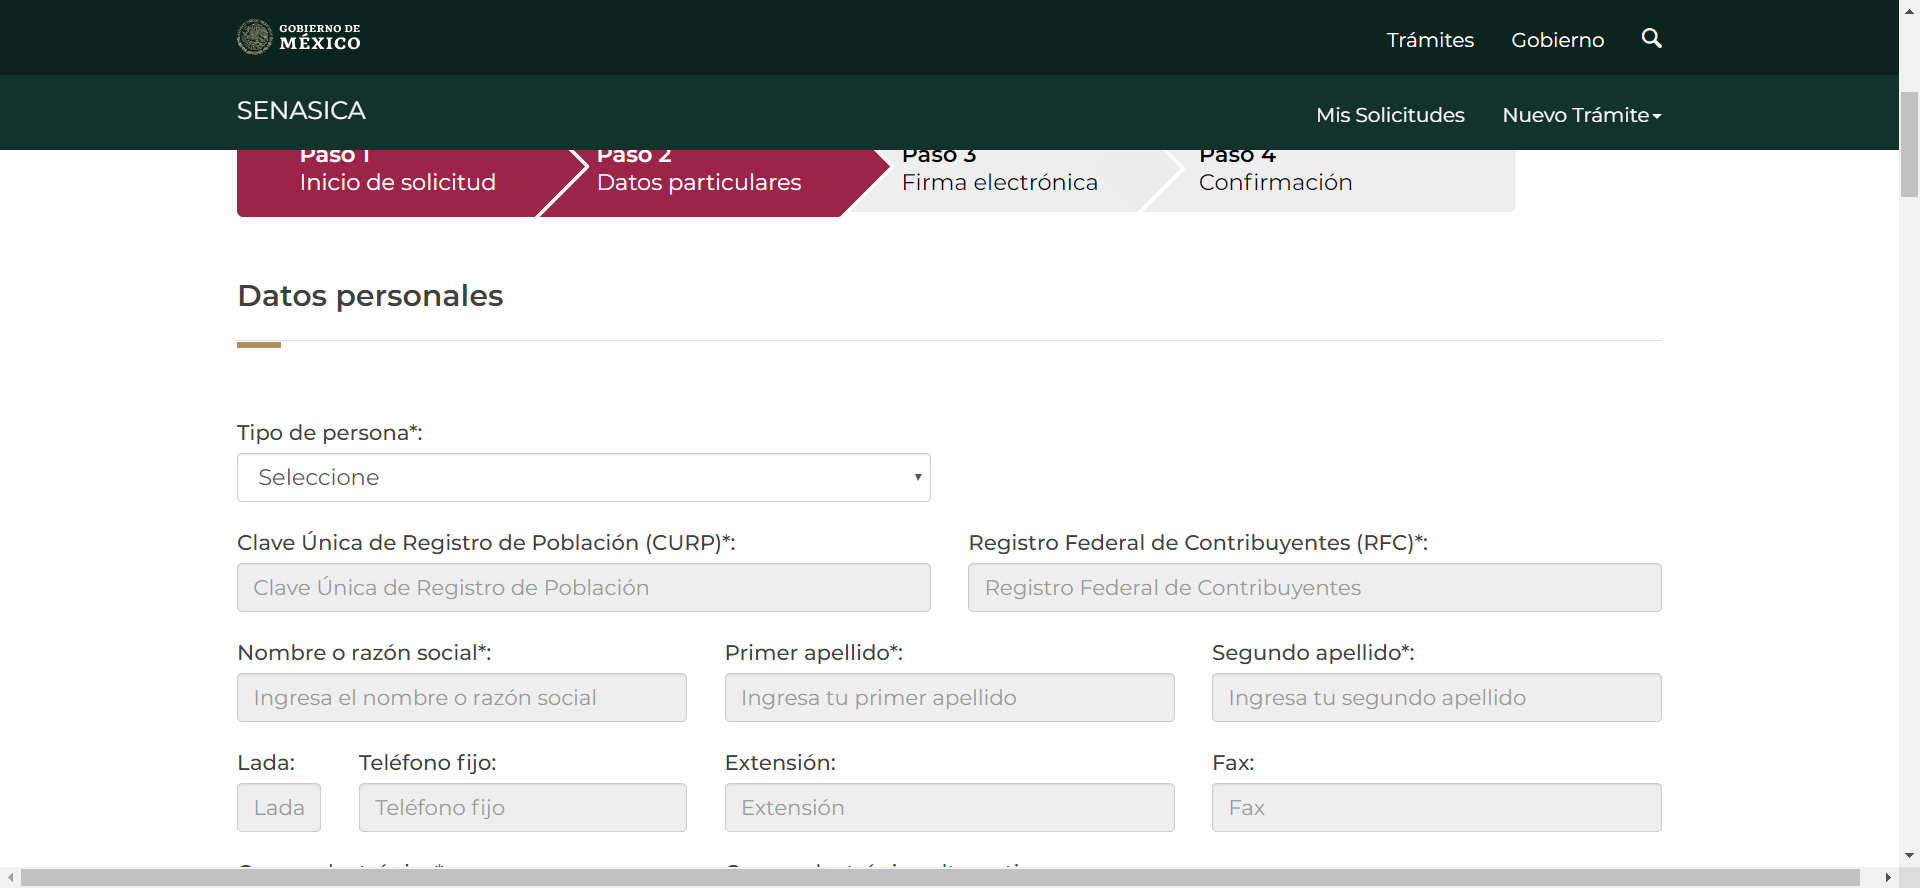 GOBIERNO DE
MÉXICO
Trámites
Gobierno
SENASICA
Mis Solicitudes
Nuevo Trámite
Paso 1
Inicio de solicitud
Paso 2
Datos particulares
Paso 3
Firma electrónica
Paso 4
Confirmación
Datos personales
Tipo de persona*:
Seleccione
Clave Única de Registro de Población (CURP)*:
Registro Federal de Contribuyentes (RFC)*:
Clave Única de Registro de Población
Registro Federal de Contribuyentes
Nombre o razón social*:
Primer apellido*:
Segundo apellido*:
Ingresa el nombre o razón social
Ingresa tu primer apellido
Ingresa tu segundo apellido
Lada:
Teléfono fijo:
Extensión:
Fax:
Lada
Teléfono fijo
Extensión
Fax